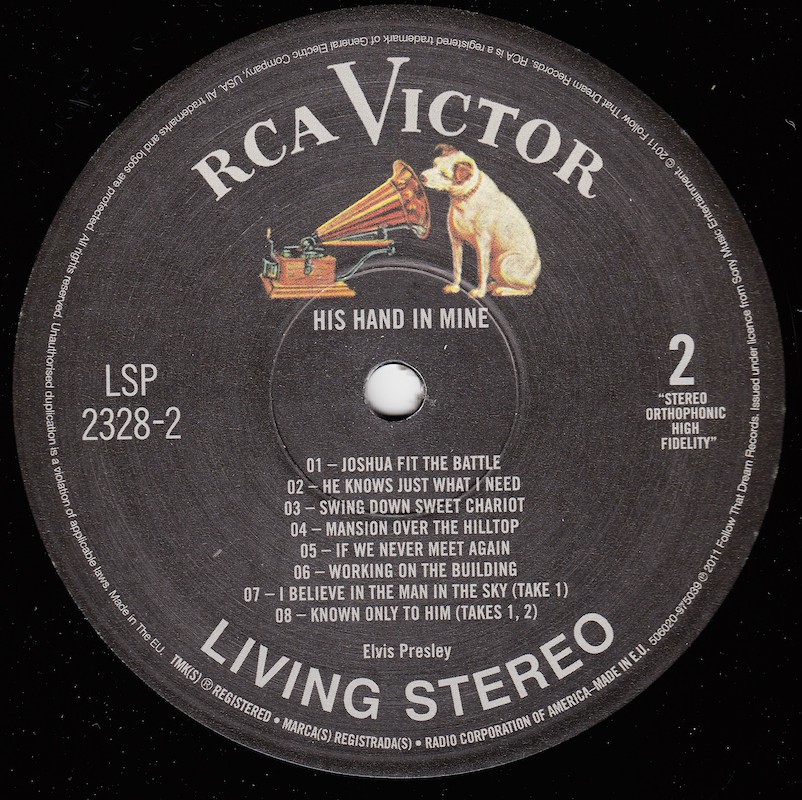 RCA VICTOR
HIS HAND IN MINE
LSP
2328-2
2
"STEREO
ORTHOPHONIC
HIGH
FIDELITY"
01 – JOSHUA FIT THE BATTLE
02 – HE KNOWS JUST WHAT I NEED
03 – SWING DOWN SWEET CHARIOT
04 – MANSION OVER THE HILLTOP
05 – IF WE NEVER MEET AGAIN
06 – WORKING ON THE BUILDING
07 – I BELIEVE IN THE MAN IN THE SKY (TAKE 1)
08 – KNOWN ONLY TO HIM (TAKES 1, 2)
Elvis Presley
LIVING STEREO
TMK(S) ® REGISTERED • MARCA(S) REGISTRADA(S) • RADIO CORPORATION OF AMERICA–MADE IN E.U. 506020-975039 ℗ 2011 Follow That Dream Records. Issued under licence from Sony Music Entertainment. © 2011 Follow That Dream Records. RCA is a registered trademark of General Electric Company, USA. All trademarks and logos are protected. All rights reserved. Unauthorised duplication is a violation of applicable laws. Made in The EU.